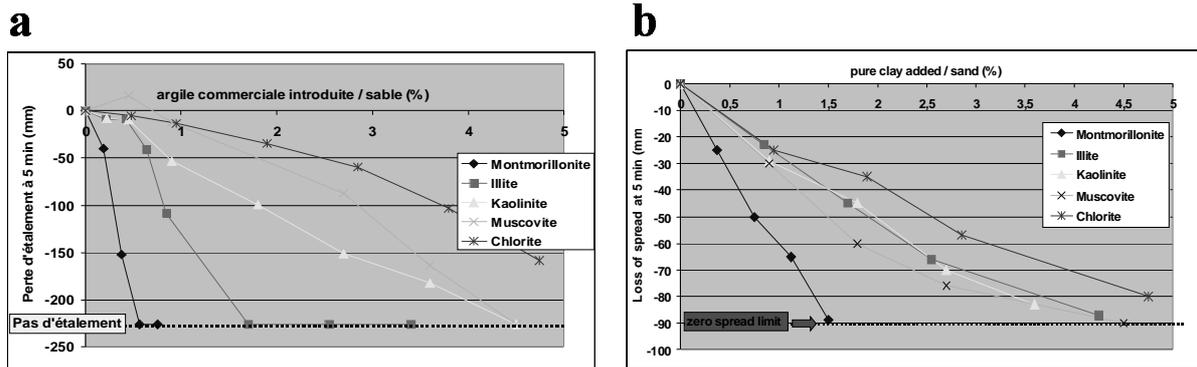 a
50
0
-50
-100
-150
-200
-250
Perte d'étalement à 5 min (mm)
argile commerciale introduite / sable (%)
0 1 2 3 4 5
Montmorillonite
Illite
Kaolinite
Muscovite
Chlorite
Pas d'étalement
b
pure clay added / sand (%)
0 0,5 1 1,5 2 2,5 3 3,5 4 4,5 5
0
-10
-20
-30
-40
-50
-60
-70
-80
-90
-100
Loss of spread at 5 min (mm
Montmorillonite
Illite
Kaolinite
Muscovite
Chlorite
zero spread limit